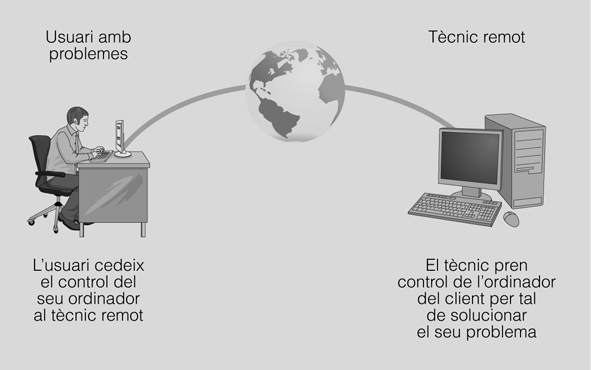 Usuari amb
problemes
Tècnic remot
L’usuari cedeix
el control del
seu ordinador
al tècnic remot
El tècnic pren
control de l’ordinador
del client per tal
de solucionar
el seu problema